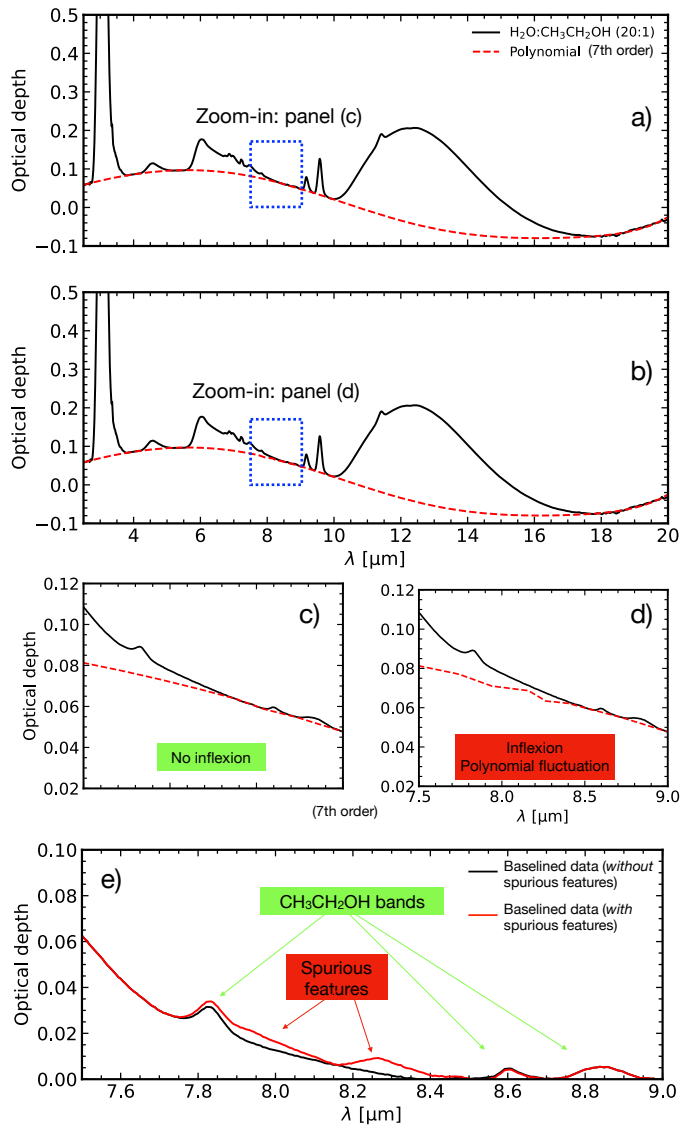 H₂O:CH₃CH₂OH (20:1)
Polynomial (7th order)
Zoom-in: panel (c)
a)
Optical depth
0.5
0.4
0.3
0.2
0.1
0.0
−0.1
Zoom-in: panel (d)
b)
Optical depth
0.5
0.4
0.3
0.2
0.1
0.0
−0.1
4 6 8 10 12 14 16 18 20
λ [μm]
c)
Optical depth
0.12
0.10
0.08
0.06
0.04
0.02
No inflexion
(7th order)
d)
0.12
0.10
0.08
0.06
0.04
0.02
Inflexion
Polynomial fluctuation
7.5 8.0 8.5 9.0
λ [μm]
e)
Optical depth
0.10
0.08
0.06
0.04
0.02
0.00
Baselined data (without
spurious features)
Baselined data (with
spurious features)
CH₃CH₂OH bands
Spurious
features
7.6 7.8 8.0 8.2 8.4 8.6 8.8 9.0
λ [μm]